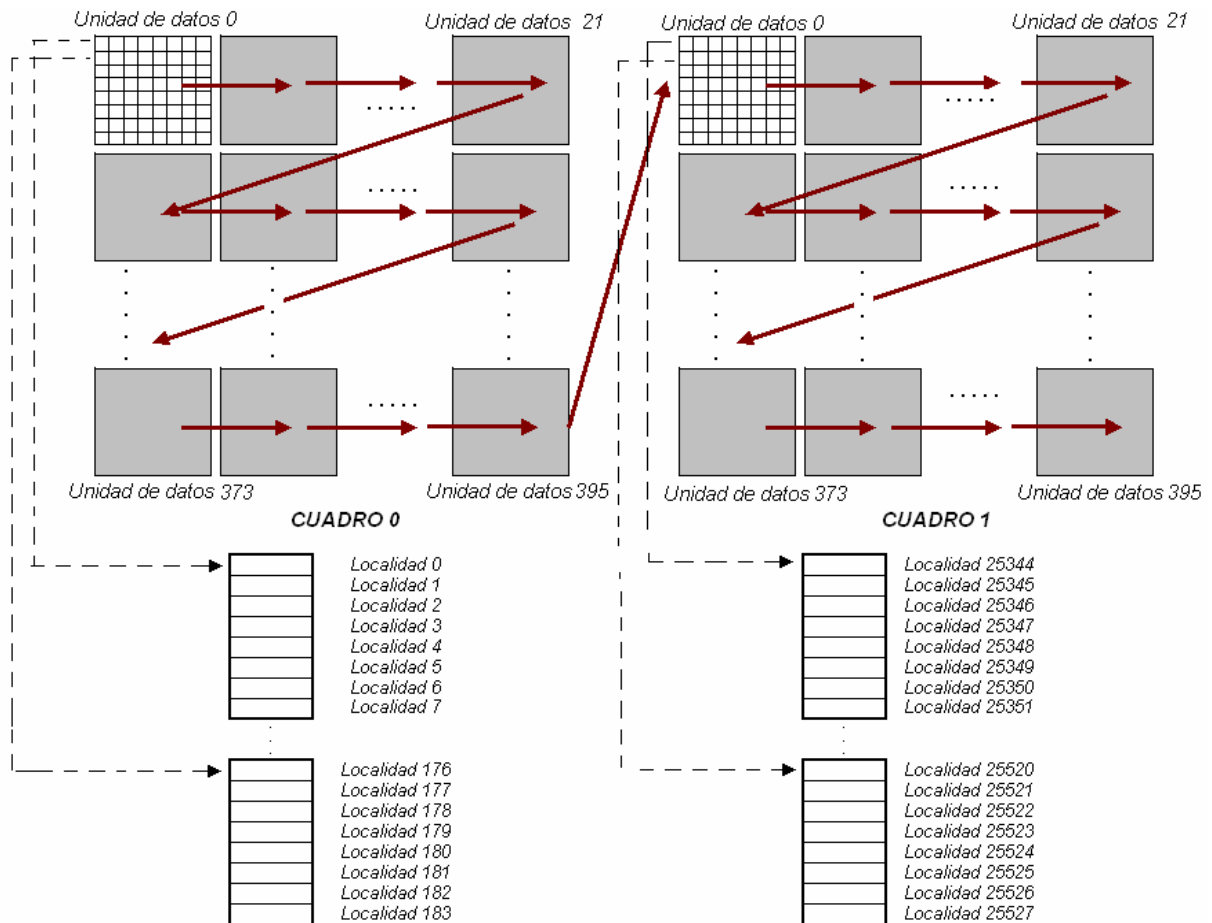 Unidad de datos 0
Unidad de datos 21
Unidad de datos 0
Unidad de datos 21
.....
.....
.....
.....
.....
.....
Unidad de datos 373
Unidad de datos 395
Unidad de datos 373
Unidad de datos 395
CUADRO 0
CUADRO 1
Localidad 0
Localidad 1
Localidad 2
Localidad 3
Localidad 4
Localidad 5
Localidad 6
Localidad 7
Localidad 176
Localidad 177
Localidad 178
Localidad 179
Localidad 180
Localidad 181
Localidad 182
Localidad 183
Localidad 25344
Localidad 25345
Localidad 25346
Localidad 25347
Localidad 25348
Localidad 25349
Localidad 25350
Localidad 25351
Localidad 25520
Localidad 25521
Localidad 25522
Localidad 25523
Localidad 25524
Localidad 25525
Localidad 25526
Localidad 25527